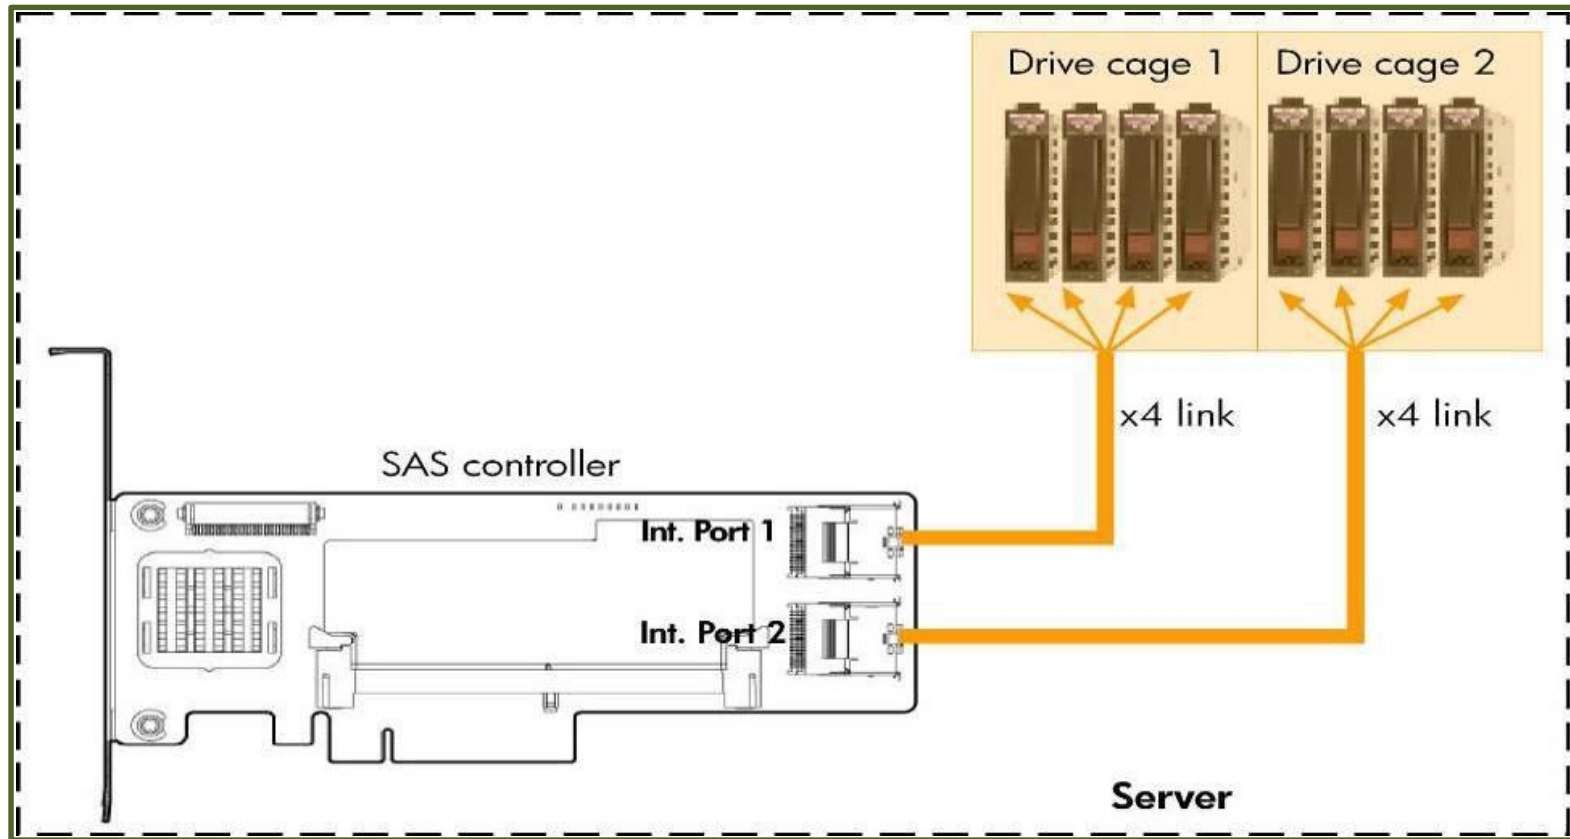 Drive cage 1
Drive cage 2
x4 link
x4 link
SAS controller
Int. Port 1
Int. Port 2
Server